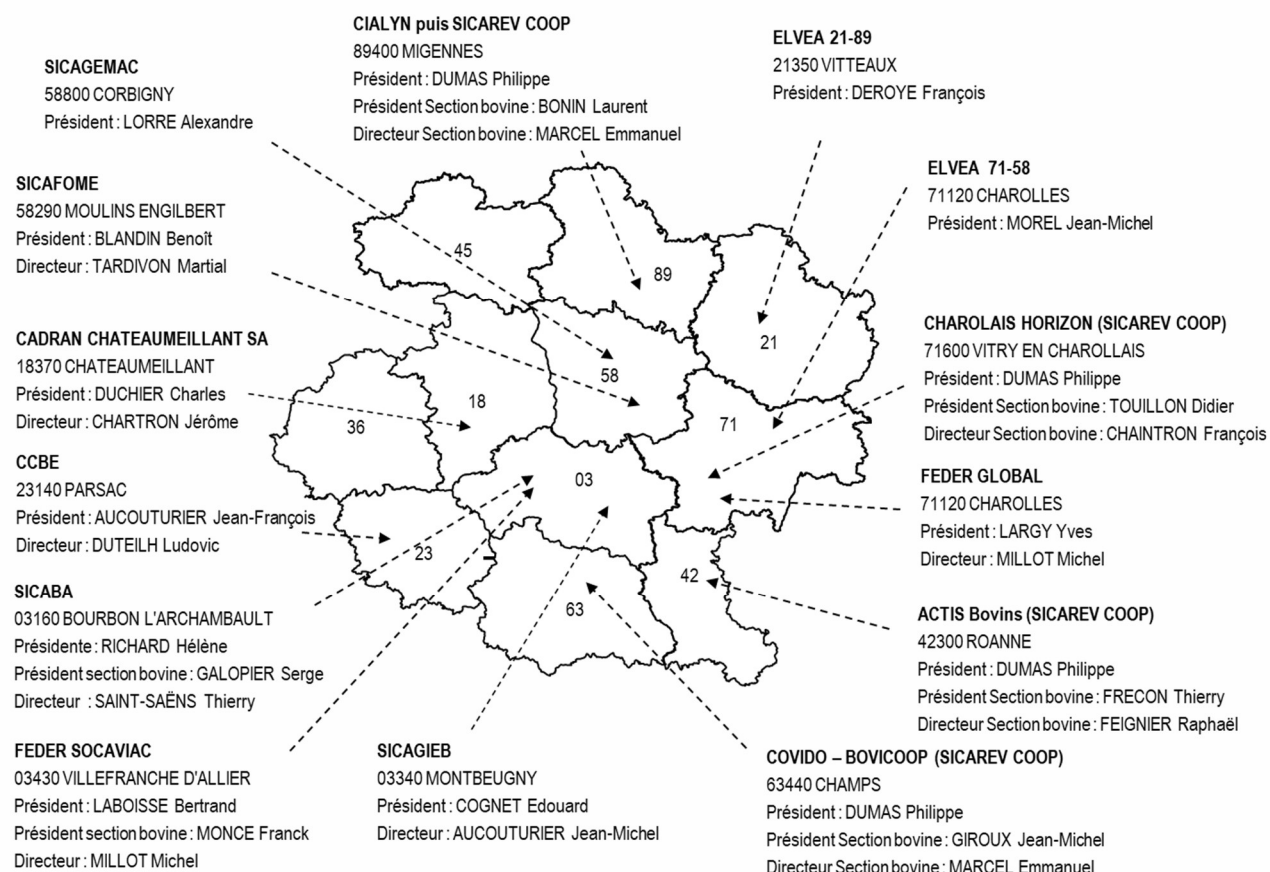 CIALYN puis SICAREV COOP
89400 MIGENNES
Président : DUMAS Philippe
Président Section bovine : BONIN Laurent
Directeur Section bovine : MARCEL Emmanuel
ELVEA 21-89
21350 VITTEAUX
Président : DEROYE François
SICAGEMAC
58800 CORBIGNY
Président : LORRE Alexandre
ELVEA 71-58
71120 CHAROLLES
Président : MOREL Jean-Michel
SICAFOME
58290 MOULINS ENGILBERT
Président : BLANDIN Benoît
Directeur : TARDIVON Martial
CHAROLAIS HORIZON (SICAREV COOP)
71600 VITRY EN CHAROLLAIS
Président : DUMAS Philippe
Président Section bovine : TOUILLON Didier
Directeur Section bovine : CHAINTRON François
CADRAN CHATEAUMEILLANT SA
18370 CHATEAUMEILLANT
Président : DUCHIER Charles
Directeur : CHARTRON Jérôme
CCBE
23140 PARSAC
Président : AUCOUTURIER Jean-François
Directeur : DUTEILH Ludovic
FEDER GLOBAL
71120 CHAROLLES
Président : LARGY Yves
Directeur : MILLOT Michel
SICABA
03160 BOURBON L'ARCHAMBAULT
Présidente : RICHARD Hélène
Président section bovine : GALOPIER Serge
Directeur : SAINT-SAËNS Thierry
ACTIS Bovins (SICAREV COOP)
42300 ROANNE
Président : DUMAS Philippe
Président Section bovine : FRECON Thierry
Directeur Section bovine : FEIGNIER Raphaël
FEDER SOCAVIAC
03430 VILLEFRANCHE D'ALLIER
Président : LABOISSE Bertrand
Président section bovine : MONCE Franck
Directeur : MILLOT Michel
SICAGIEB
03340 MONTBEUGNY
Président : COGNET Edouard
Directeur : AUCOUTURIER Jean-Michel
COVIDO – BOVICOOP (SICAREV COOP)
63440 CHAMPS
Président : DUMAS Philippe
Président Section bovine : GIROUX Jean-Michel
Directeur Section bovine : MARCEL Emmanuel
45
89
21
58
18
36
71
03
23
42
63